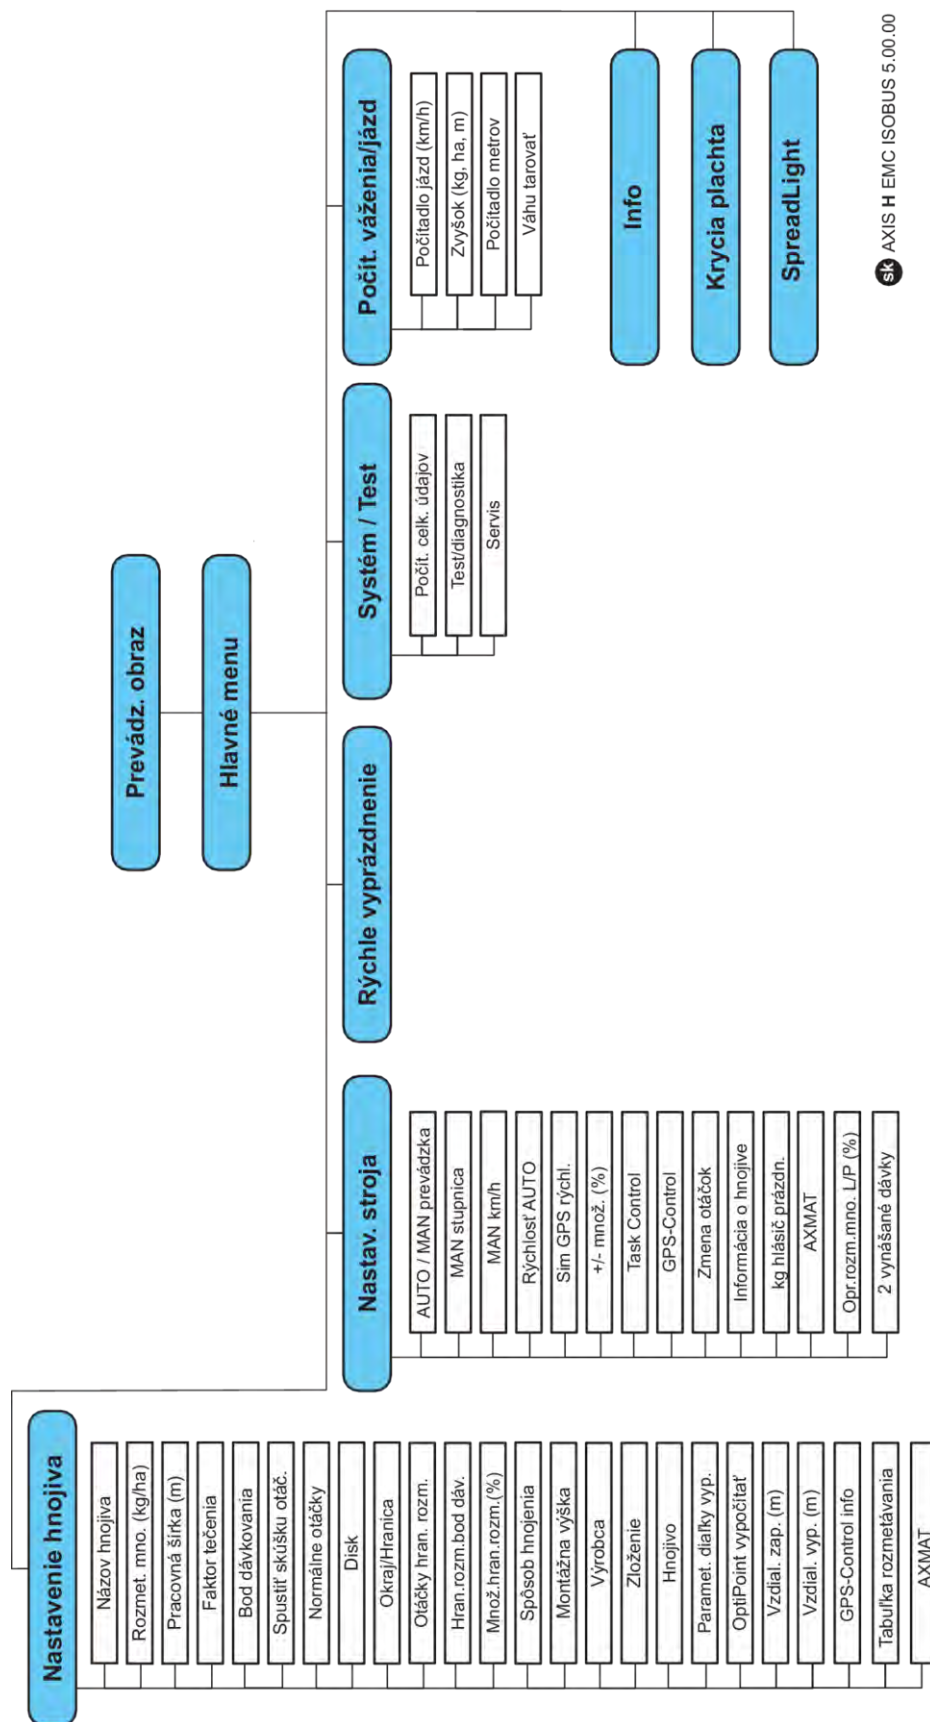 Prevádz. obraz
Hlavné menu
Nastavenie hnojiva
Názov hnojiva
Rozmet. mno. (kg/ha)
Pracovná šírka (m)
Faktor tečenia
Bod dávkovania
Spustiť skúšku otáč.
Normálne otáčky
Disk
Okraj/Hranica
Otáčky hran. rozm.
Hran.rozm.bod dáv.
Množ.hran.rozm.(%)
Spôsob hnojenia
Montážna výška
Výrobca
Zloženie
Hnojivo
Paramet. diaľky vyp.
OptiPoint vypočítať
Vzdial. zap. (m)
Vzdial. vyp. (m)
GPS-Control info
Tabuľka rozmetávania
AXMAT
Nastav. stroja
AUTO / MAN prevádzka
MAN stupnica
MAN km/h
Rýchlosť AUTO
Sim GPS rýchl.
+/- množ. (%)
Task Control
GPS-Control
Zmena otáčok
Informácia o hnojive
kg hlásič prázdn.
AXMAT
Opr.rozm.mno. L/P (%)
2 vynášané dávky
Rýchle vyprázdnenie
Systém / Test
Počit. celk. údajov
Test/diagnostika
Servis
Počit. váženia/jázd
Počítadlo jázd (km/h)
Zvyšok (kg, ha, m)
Počítadlo metrov
Váhu tarovať
Info
Krycia plachta
SpreadLight
sk AXIS H EMC ISOBUS 5.00.00